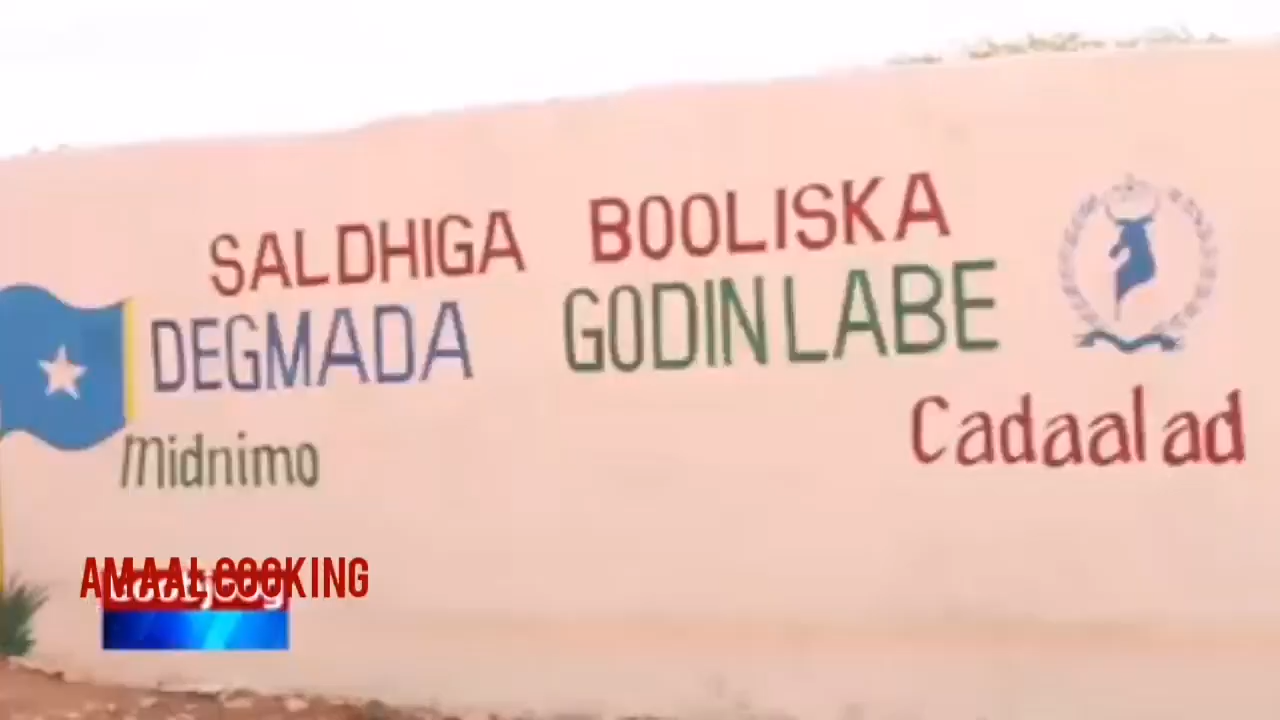 SALDHIGA BOOLISKA
DEGMADA GODINLABE
Midnimo
Cadaalad
AMAAL COOKING